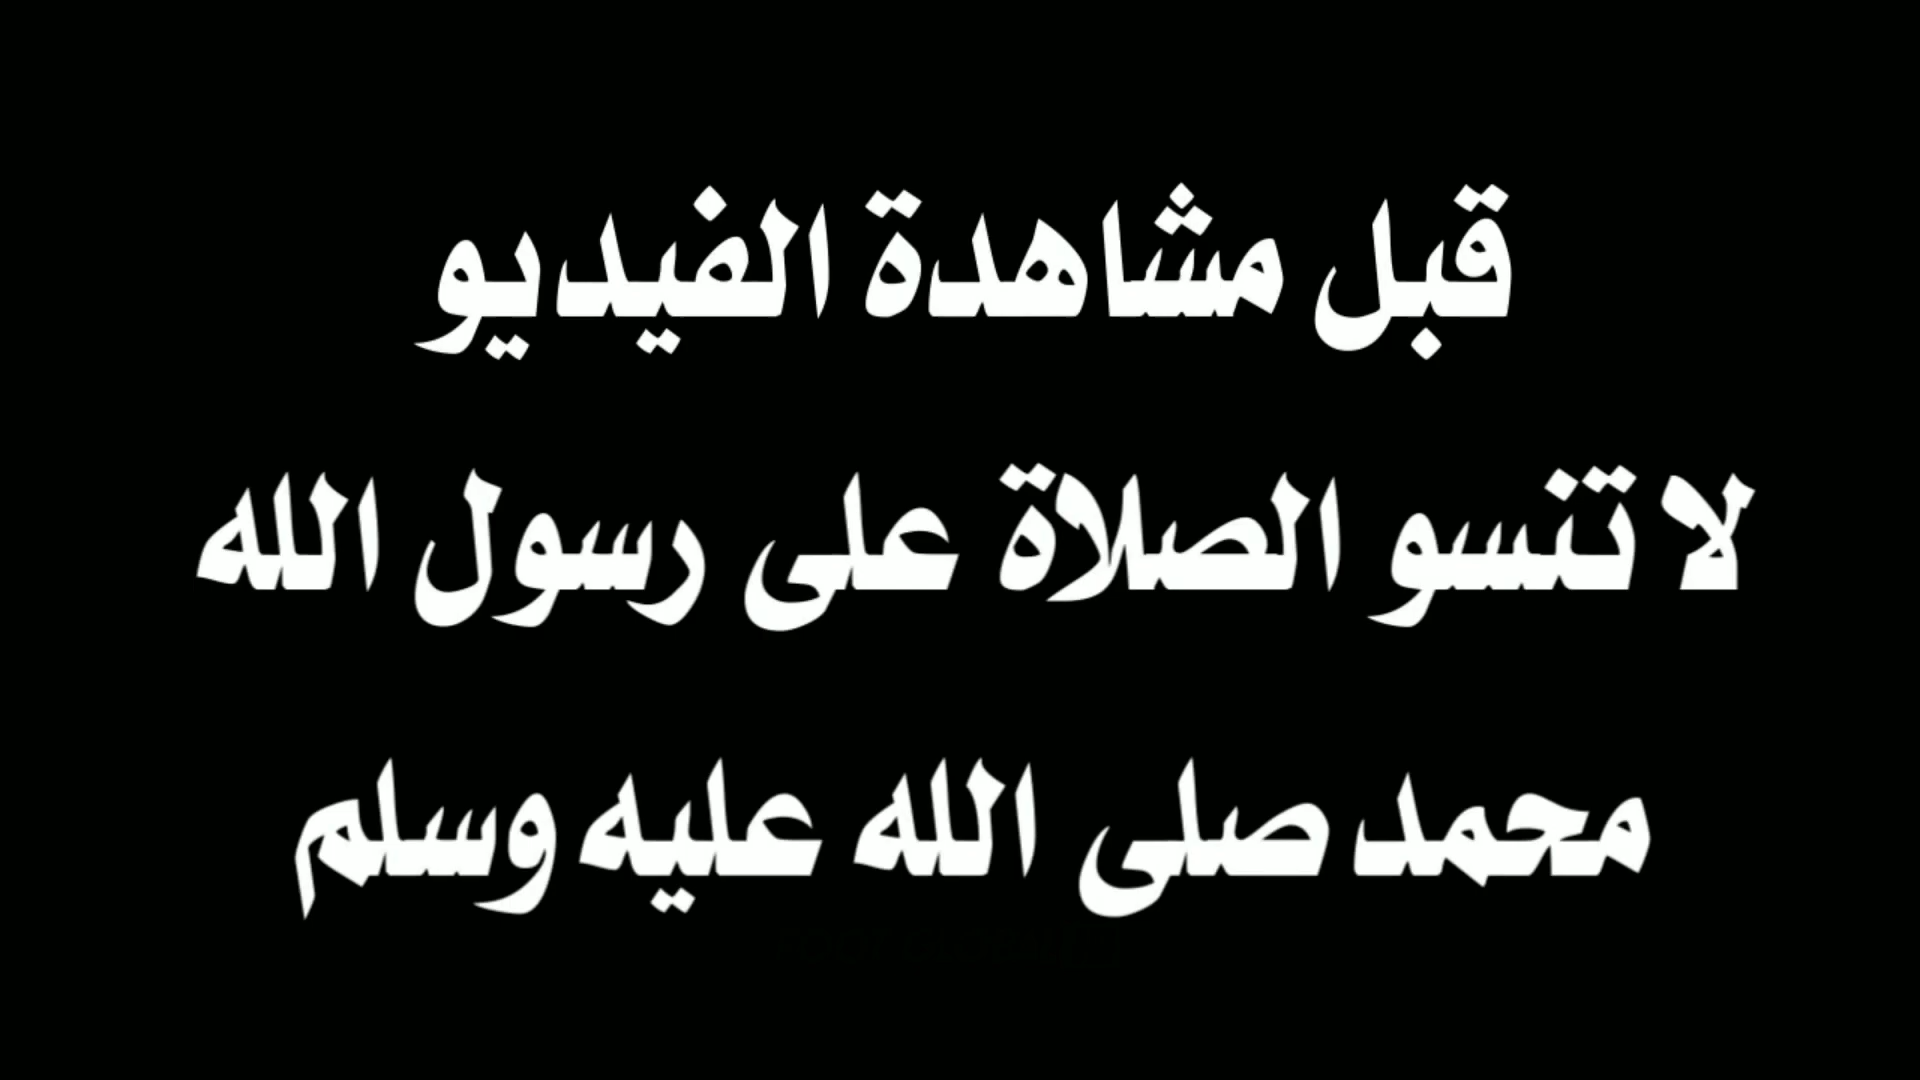 قبل مشاهدة الفيديو
لا تنسو الصلاة على رسول الله
محمد صلى الله عليه وسلم